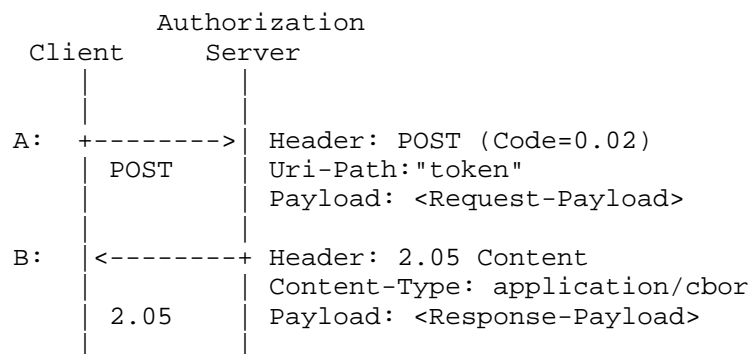 Authorization
Client Server
A: +--------> Header: POST (Code=0.02)
POST Uri-Path:"token"
Payload: <Request-Payload>
B: <--------+ Header: 2.05 Content
Content-Type: application/cbor
2.05 Payload: <Response-Payload>